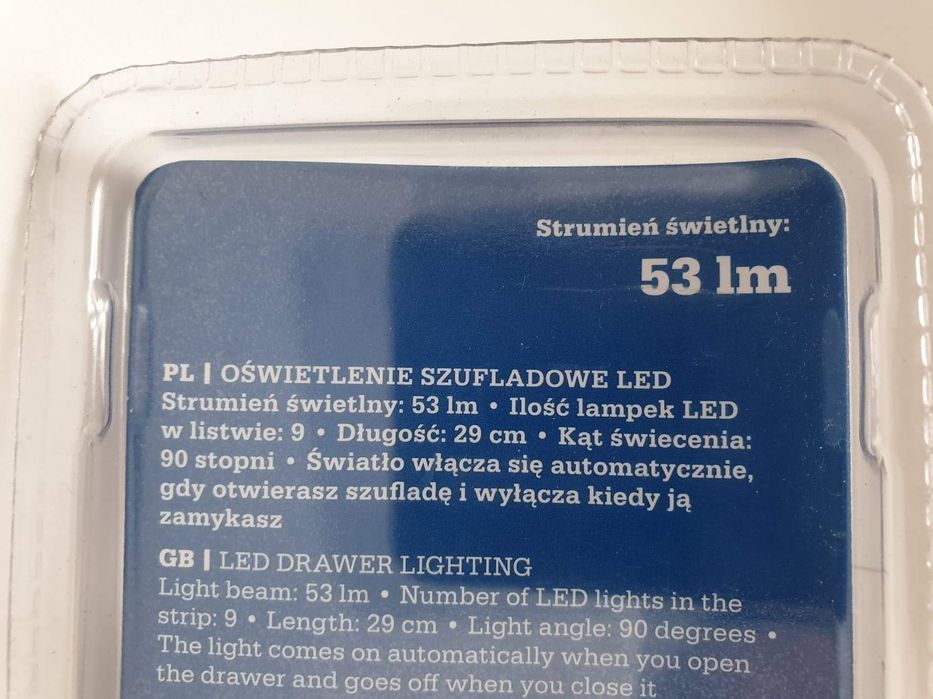 Strumień świetlny:
53 lm
PL | OŚWIETLENIE SZUFLADOWE LED
Strumień świetlny: 53 lm • Ilość lampek LED
w listwie: 9 • Długość: 29 cm • Kąt świecenia:
90 stopni • Światło włącza się automatycznie,
gdy otwierasz szufladę i wyłącza kiedy ją
zamykasz
GB | LED DRAWER LIGHTING
Light beam: 53 lm • Number of LED lights in the
strip: 9 • Length: 29 cm • Light angle: 90 degrees •
The light comes on automatically when you open
the drawer and goes off when you close it